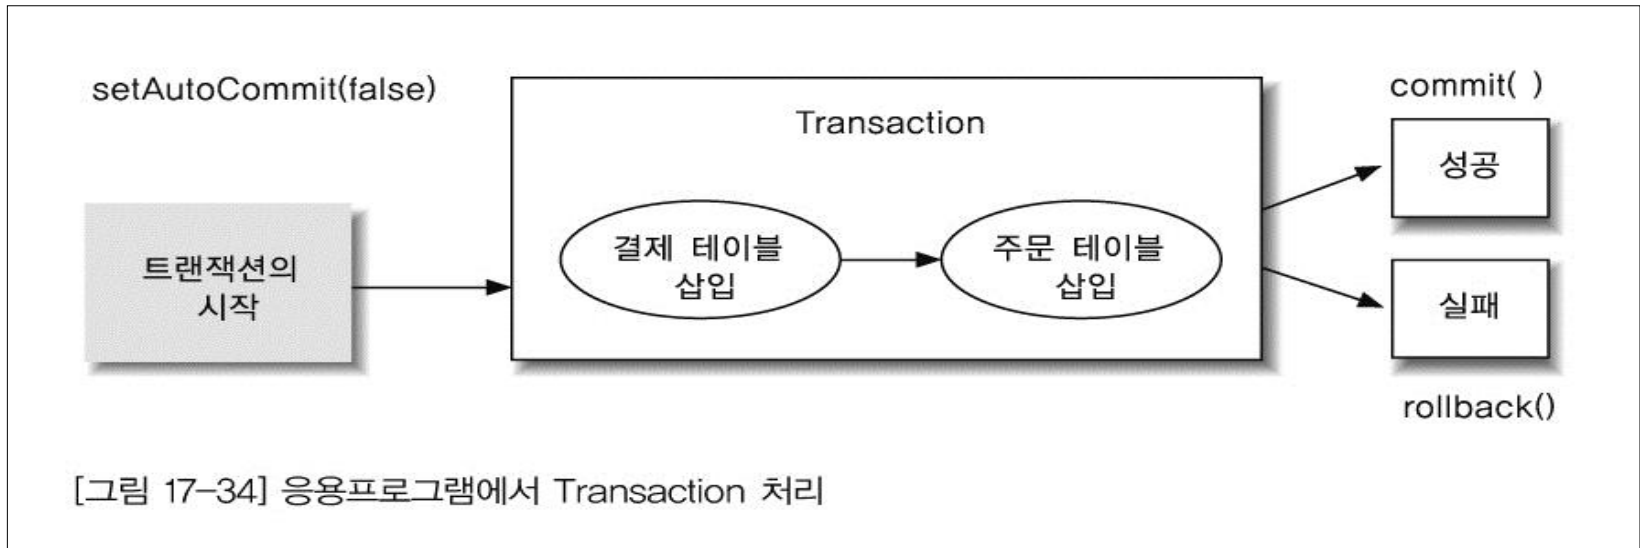 setAutoCommit(false)
트랜잭션의
시작
Transaction
결제 테이블
삽입
주문 테이블
삽입
commit( )
성공
실패
rollback()
[그림 17-34] 응용프로그램에서 Transaction 처리